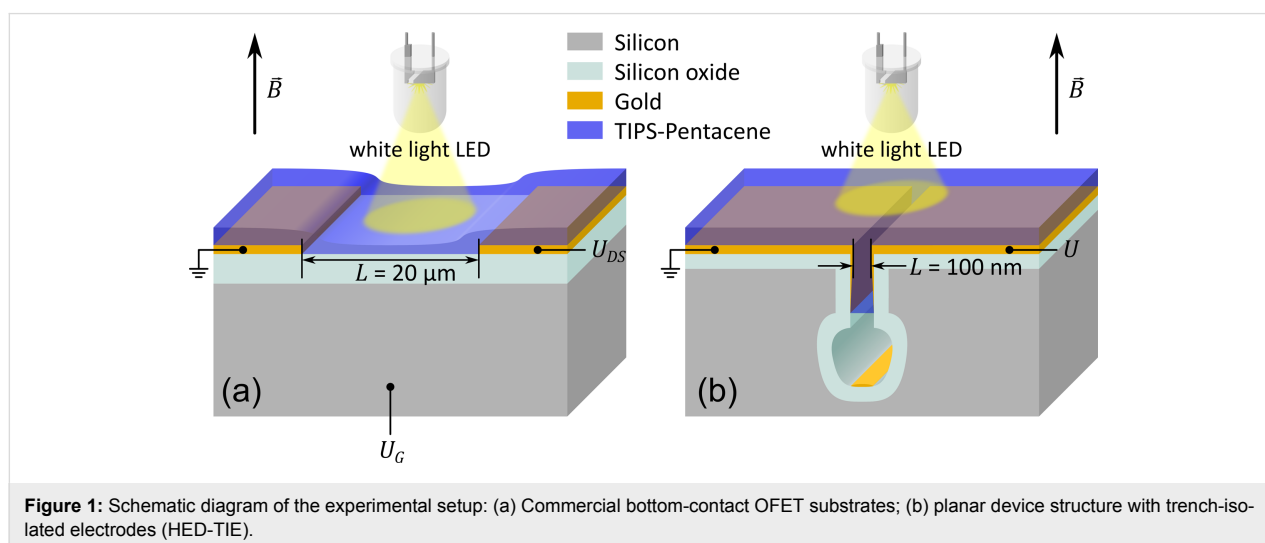 B⃗
Silicon
Silicon oxide
Gold
TIPS-Pentacene
B⃗
white light LED
white light LED
U_DS
L = 20 μm
U
L = 100 nm
(a)
U_G
(b)
Figure 1: Schematic diagram of the experimental setup: (a) Commercial bottom-contact OFET substrates; (b) planar device structure with trench-iso-
lated electrodes (HED-TIE).